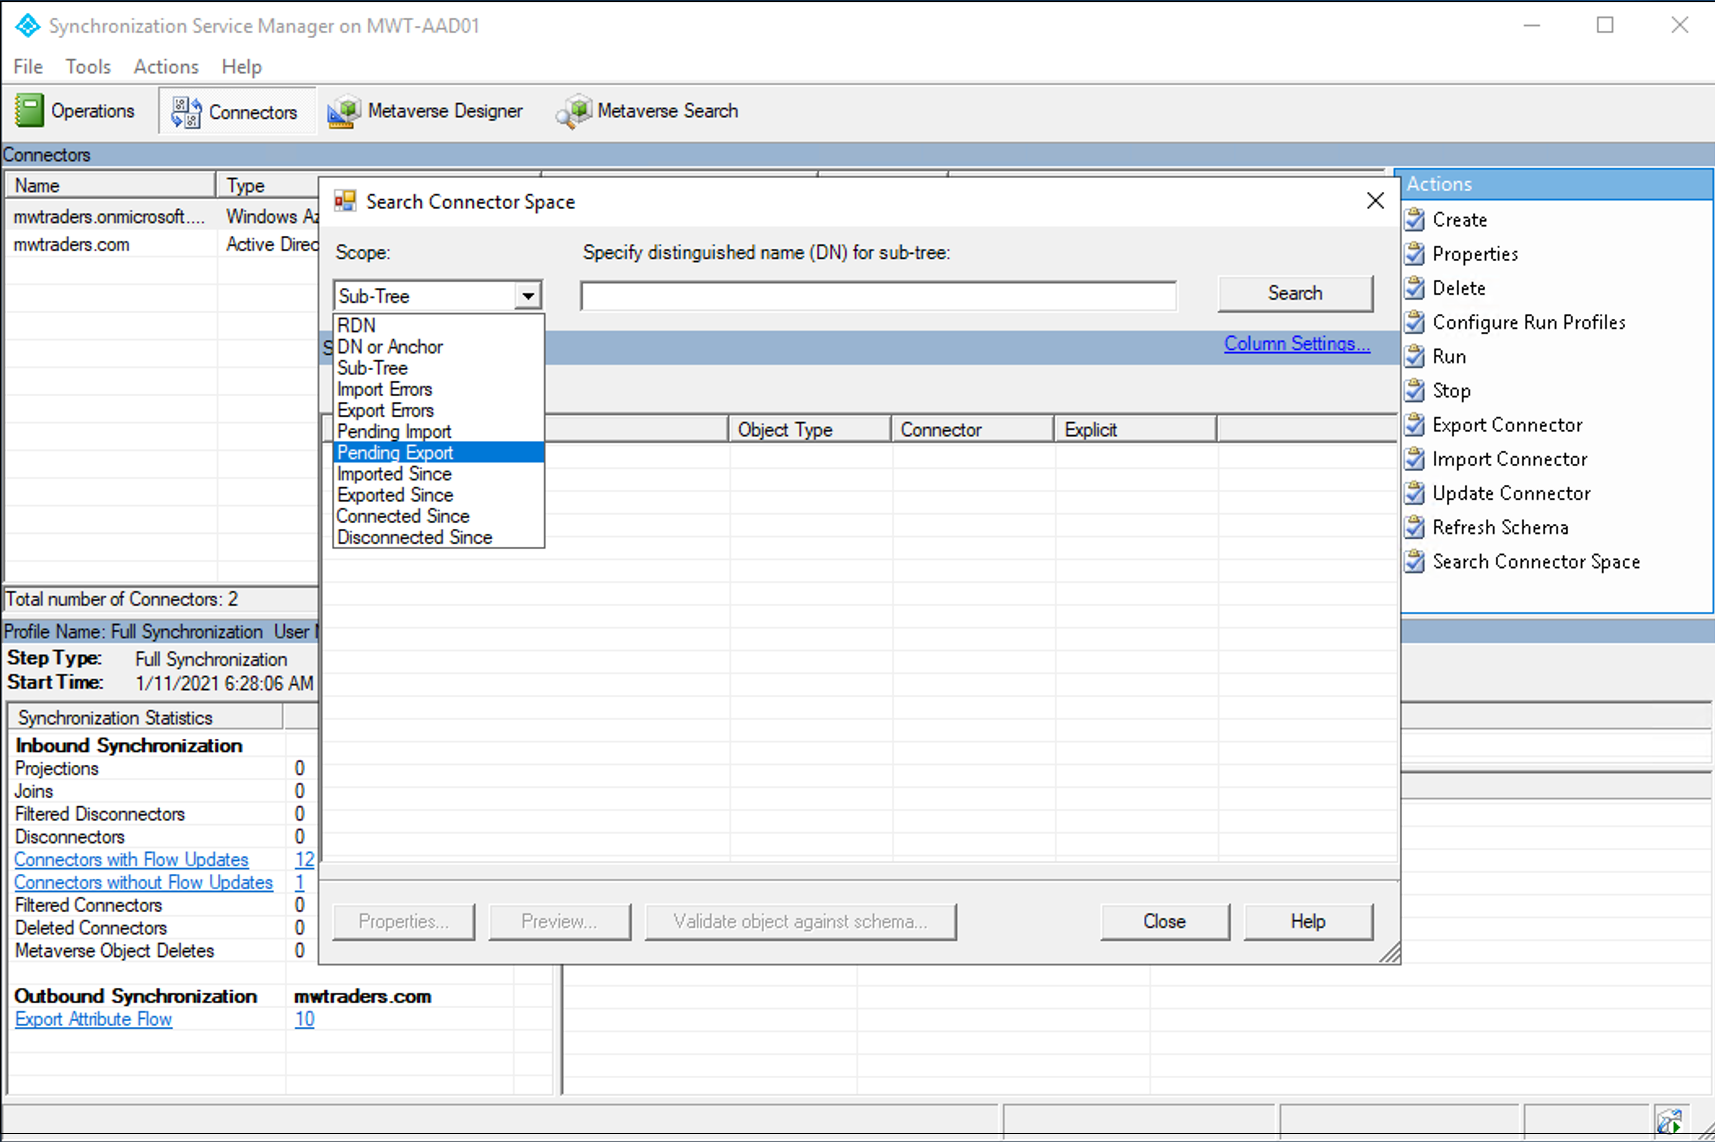 Synchronization Service Manager on MWT-AAD01
File Tools Actions Help
Operations Connectors Metaverse Designer Metaverse Search
Connectors
Name Type
mwtraders.onmicrosoft.... Windows Az
mwtraders.com Active Direc
Total number of Connectors: 2
Profile Name: Full Synchronization User
Step Type: Full Synchronization
Start Time: 1/11/2021 6:28:06 AM
Synchronization Statistics
Inbound Synchronization
Projections 0
Joins 0
Filtered Disconnectors 0
Disconnectors 0
Connectors with Flow Updates 12
Connectors without Flow Updates 1
Filtered Connectors 0
Deleted Connectors 0
Metaverse Object Deletes 0
Outbound Synchronization mwtraders.com
Export Attribute Flow 10
Search Connector Space
Scope: Specify distinguished name (DN) for sub-tree:
Sub-Tree Search
RDN
DN or Anchor
Sub-Tree
Import Errors
Export Errors
Pending Import
Pending Export
Imported Since
Exported Since
Connected Since
Disconnected Since
S
Column Settings...
Object Type Connector Explicit
Properties... Preview... Validate object against schema... Close Help
Actions
Create
Properties
Delete
Configure Run Profiles
Run
Stop
Export Connector
Import Connector
Update Connector
Refresh Schema
Search Connector Space